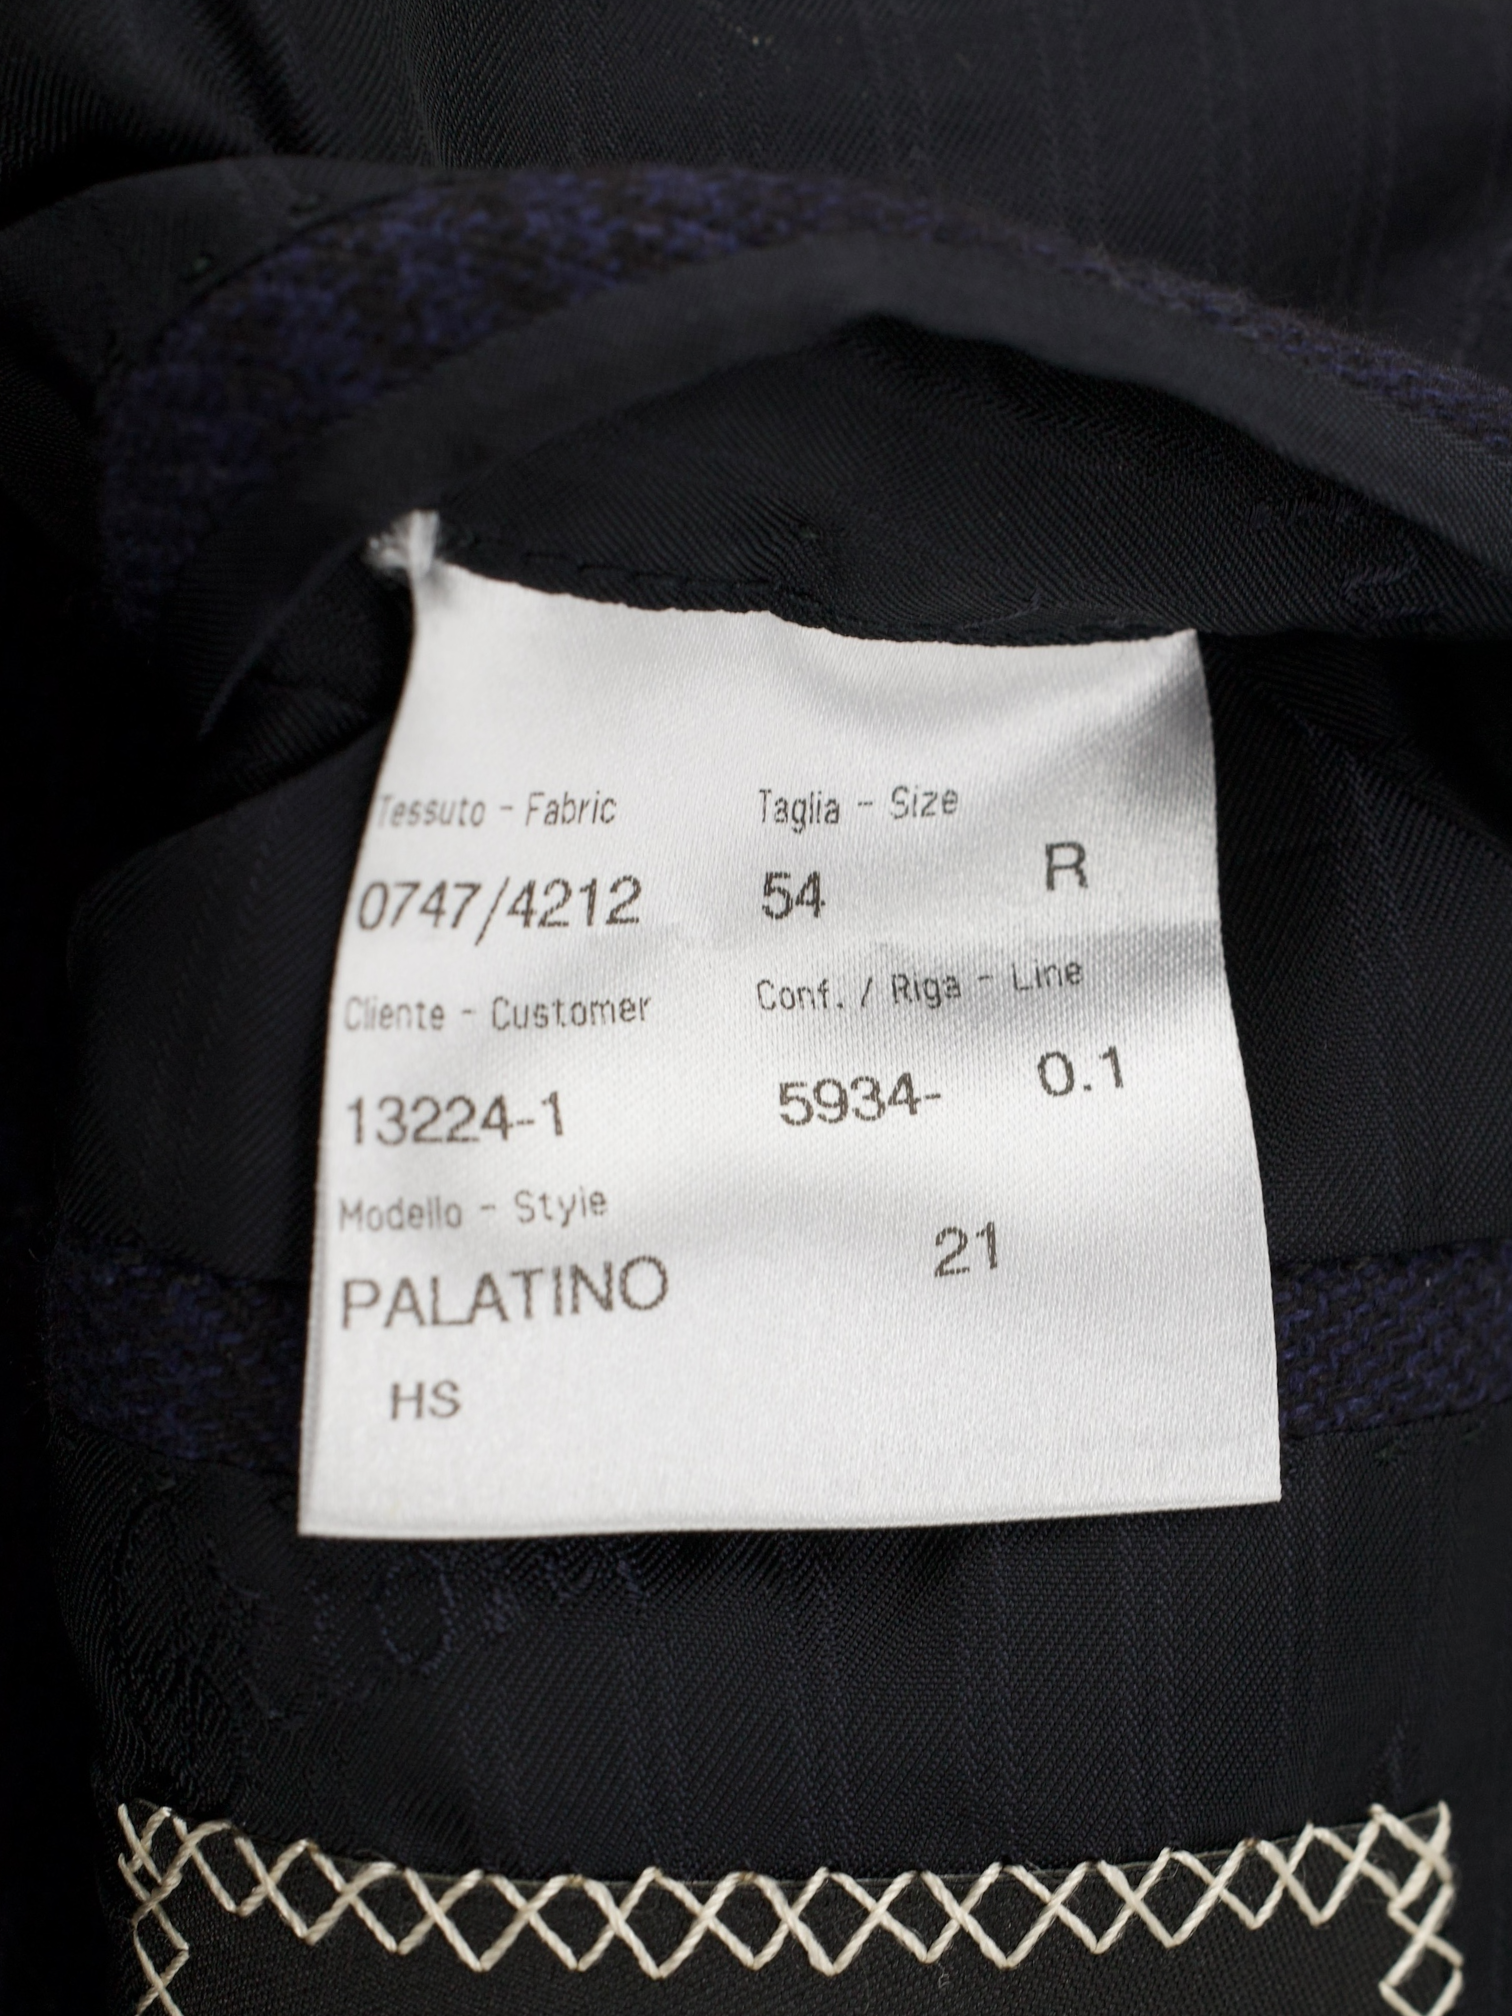 Tessuto - Fabric Taglia - Size
0747/4212 54 R
Cliente - Customer Conf. / Riga - Line
13224-1 5934- 0.1
Modello - Style
PALATINO 21
HS